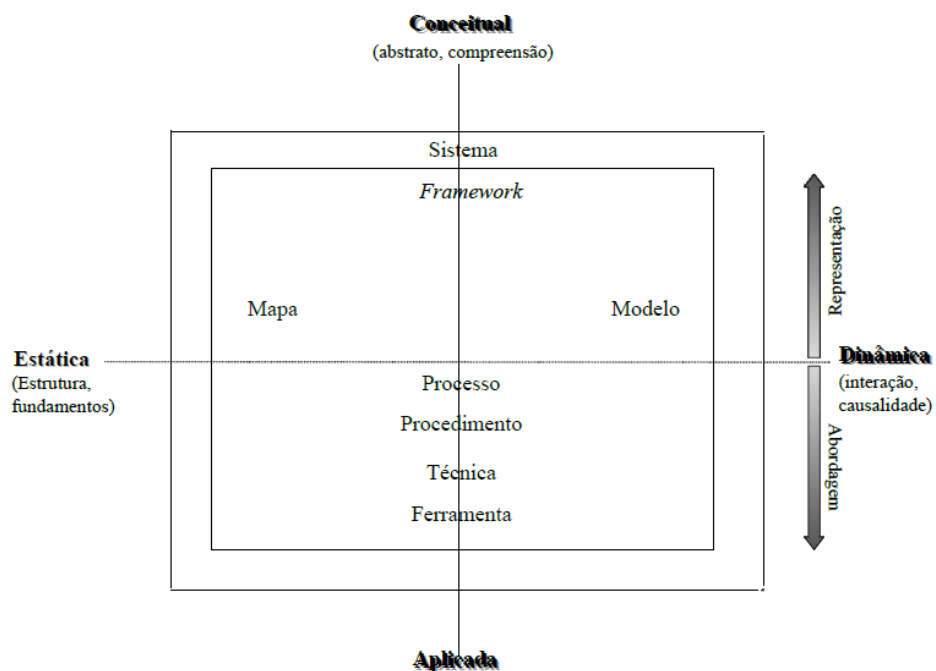 Conceitual
(abstrato, compreensão)
Sistema
Framework
Representação
Mapa
Modelo
Estática
(Estrutura,
fundamentos)
Dinâmica
(interação,
causalidade)
Processo
Procedimento
Técnica
Ferramenta
Abordagem
Aplicada